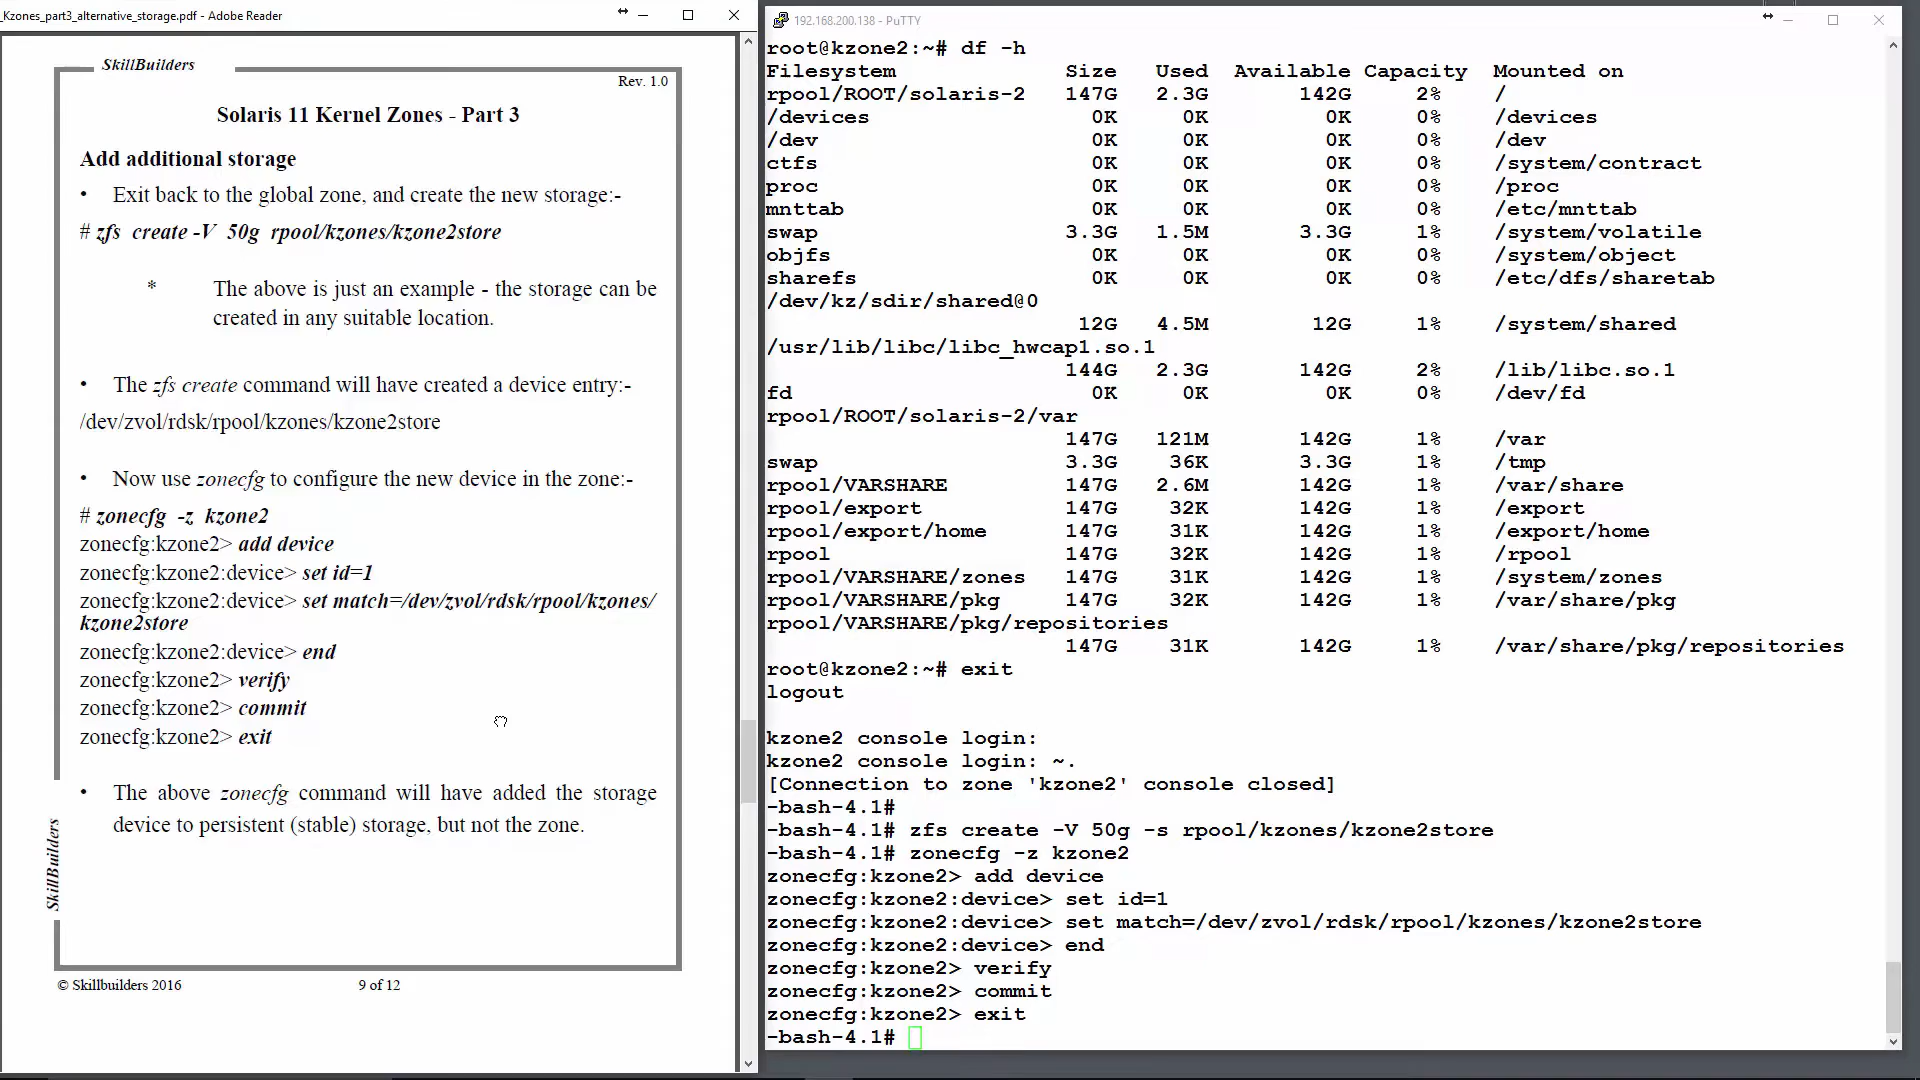 _Kzones_part3_alternative_storage.pdf - Adobe Reader
SkillBuilders
Rev. 1.0
Solaris 11 Kernel Zones - Part 3
Add additional storage
• Exit back to the global zone, and create the new storage:-
# zfs create -V 50g rpool/kzones/kzone2store
* The above is just an example - the storage can be
created in any suitable location.
• The zfs create command will have created a device entry:-
/dev/zvol/rdsk/rpool/kzones/kzone2store
• Now use zonecfg to configure the new device in the zone:-
# zonecfg -z kzone2
zonecfg:kzone2> add device
zonecfg:kzone2:device> set id=1
zonecfg:kzone2:device> set match=/dev/zvol/rdsk/rpool/kzones/
kzone2store
zonecfg:kzone2:device> end
zonecfg:kzone2> verify
zonecfg:kzone2> commit
zonecfg:kzone2> exit
• The above zonecfg command will have added the storage
device to persistent (stable) storage, but not the zone.
SkillBuilders
© Skillbuilders 2016 9 of 12
192.168.200.138 - PuTTY
root@kzone2:~# df -h
Filesystem Size Used Available Capacity Mounted on
rpool/ROOT/solaris-2 147G 2.3G 142G 2% /
/devices 0K 0K 0K 0% /devices
/dev 0K 0K 0K 0% /dev
ctfs 0K 0K 0K 0% /system/contract
proc 0K 0K 0K 0% /proc
mnttab 0K 0K 0K 0% /etc/mnttab
swap 3.3G 1.5M 3.3G 1% /system/volatile
objfs 0K 0K 0K 0% /system/object
sharefs 0K 0K 0K 0% /etc/dfs/sharetab
/dev/kz/sdir/shared@0
12G 4.5M 12G 1% /system/shared
/usr/lib/libc/libc_hwcap1.so.1
144G 2.3G 142G 2% /lib/libc.so.1
fd 0K 0K 0K 0% /dev/fd
rpool/ROOT/solaris-2/var
147G 121M 142G 1% /var
swap 3.3G 36K 3.3G 1% /tmp
rpool/VARSHARE 147G 2.6M 142G 1% /var/share
rpool/export 147G 32K 142G 1% /export
rpool/export/home 147G 31K 142G 1% /export/home
rpool 147G 32K 142G 1% /rpool
rpool/VARSHARE/zones 147G 31K 142G 1% /system/zones
rpool/VARSHARE/pkg 147G 32K 142G 1% /var/share/pkg
rpool/VARSHARE/pkg/repositories
147G 31K 142G 1% /var/share/pkg/repositories
root@kzone2:~# exit
logout
kzone2 console login:
kzone2 console login: ~.
[Connection to zone 'kzone2' console closed]
-bash-4.1#
-bash-4.1# zfs create -V 50g -s rpool/kzones/kzone2store
-bash-4.1# zonecfg -z kzone2
zonecfg:kzone2> add device
zonecfg:kzone2:device> set id=1
zonecfg:kzone2:device> set match=/dev/zvol/rdsk/rpool/kzones/kzone2store
zonecfg:kzone2:device> end
zonecfg:kzone2> verify
zonecfg:kzone2> commit
zonecfg:kzone2> exit
-bash-4.1#